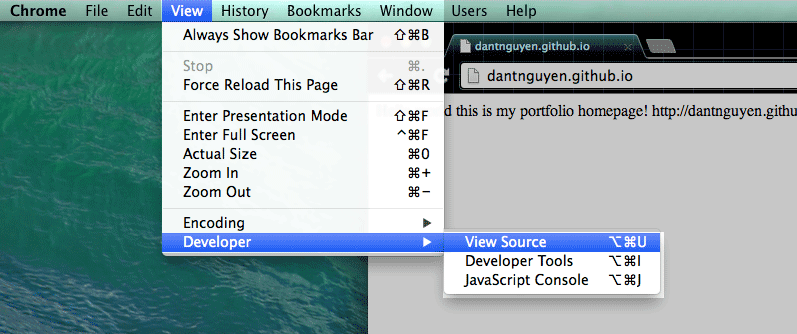 Chrome File Edit View History Bookmarks Window Users Help
Always Show Bookmarks Bar ⇧⌘B
Stop ⌘.
Force Reload This Page ⇧⌘R
Enter Presentation Mode ⇧⌘F
Enter Full Screen ^⌘F
Actual Size ⌘0
Zoom In ⌘+
Zoom Out ⌘−
Encoding ▶
Developer ▶
View Source ⌥⌘U
Developer Tools ⌥⌘I
JavaScript Console ⌥⌘J
dantnguyen.github.io
dantnguyen.github.io
d this is my portfolio homepage! http://dantnguyen.githu